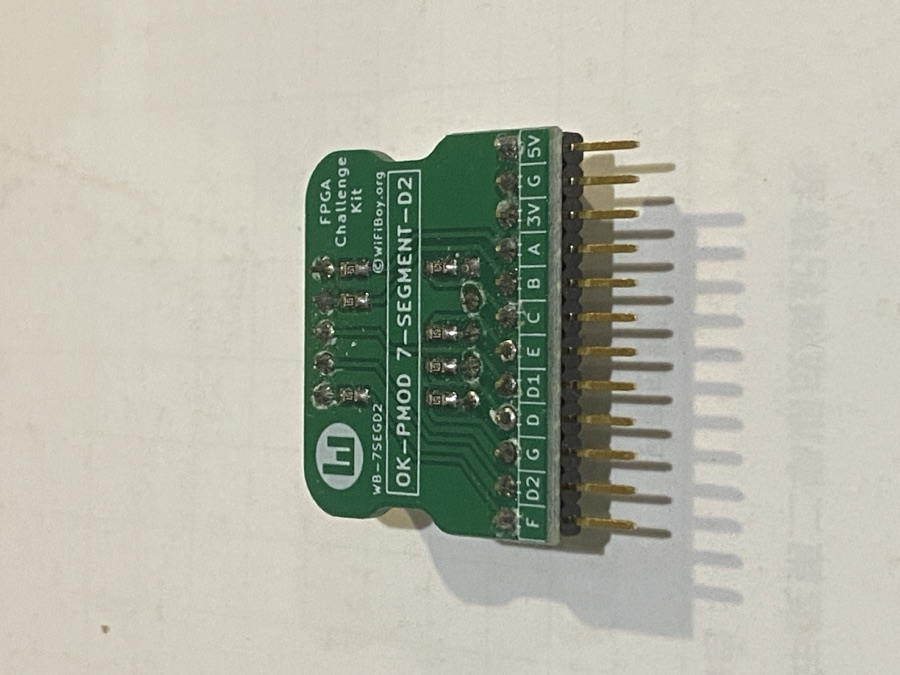 FPGA
Challenge
Kit
WB-7SEGD2
©WiFiBoy.org
OK-PMOD 7-SEGMENT-D2
F D2 G D D1 E C B A 3V G 5V